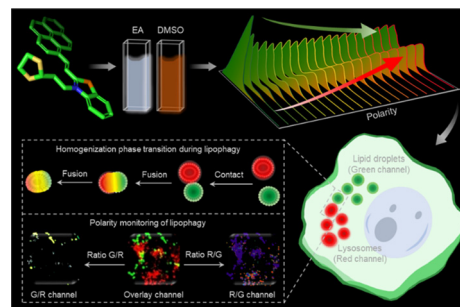 EA DMSO
Polarity
Homogenization phase transition during lipophagy
Fusion Fusion Contact
Polarity monitoring of lipophagy
Ratio G/R Ratio R/G
G/R channel Overlay channel R/G channel
Lipid droplets
(Green channel)
Lysosomes
(Red channel)